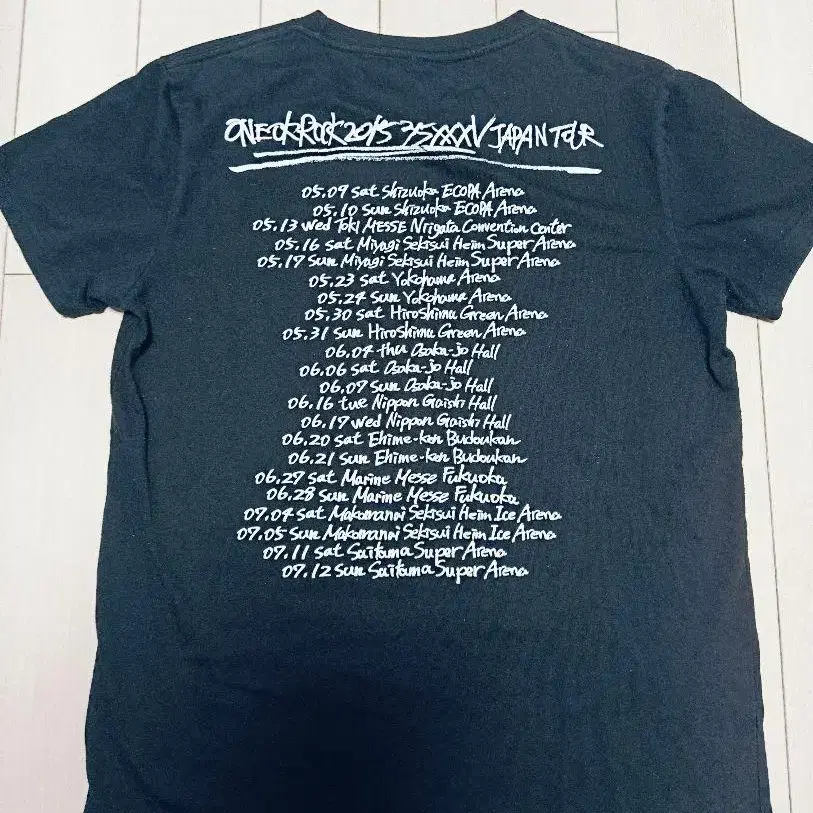 ONE OK ROCK 2015 35XXXV JAPAN TOUR
05.09 sat Shizuoka ECOPA Arena
05.10 sun Shizuoka ECOPA Arena
05.13 wed Toki MESSE Niigata Convention Center
05.16 sat Miyagi Sekisui Heim Super Arena
05.17 sun Miyagi Sekisui Heim Super Arena
05.23 sat Yokohama Arena
05.24 sun Yokohama Arena
05.30 sat Hiroshima Green Arena
05.31 sun Hiroshima Green Arena
06.04 thu Osaka-jo Hall
06.06 sat Osaka-jo Hall
06.07 sun Osaka-jo Hall
06.16 tue Nippon Gaishi Hall
06.17 wed Nippon Gaishi Hall
06.20 sat Ehime-ken Budoukan
06.21 sun Ehime-ken Budoukan
06.27 sat Marine Messe Fukuoka
06.28 sun Marine Messe Fukuoka
07.04 sat Makomanai Sekisui Heim Ice Arena
07.05 sun Makomanai Sekisui Heim Ice Arena
07.11 sat Saitama Super Arena
07.12 sun Saitama Super Arena